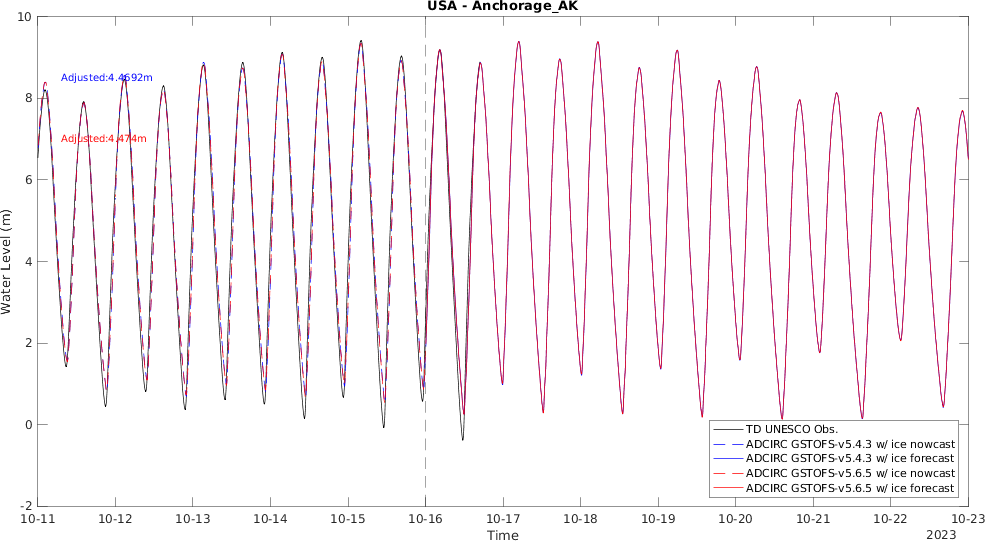 USA - Anchorage_AK
10
8
6
4
2
0
-2
Water Level (m)
Adjusted:4.4692m
Adjusted:4.474m
TD UNESCO Obs.
ADCIRC GSTOFS-v5.4.3 w/ ice nowcast
ADCIRC GSTOFS-v5.4.3 w/ ice forecast
ADCIRC GSTOFS-v5.6.5 w/ ice nowcast
ADCIRC GSTOFS-v5.6.5 w/ ice forecast
10-11 10-12 10-13 10-14 10-15 10-16 10-17 10-18 10-19 10-20 10-21 10-22 10-23
Time
2023